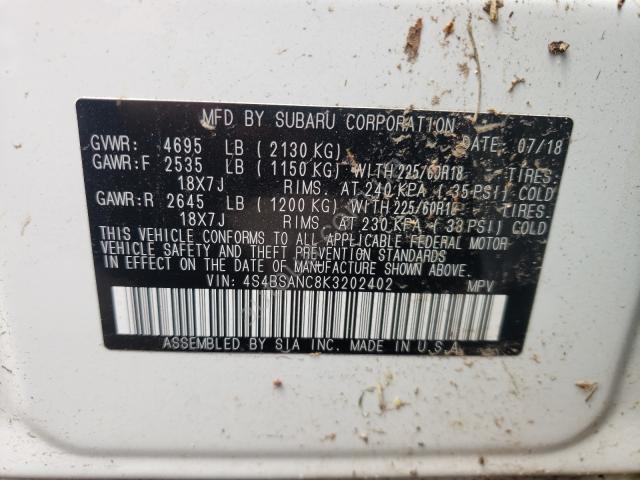 MFD BY SUBARU CORPORATION DATE: 07/18
GVWR: 4695 LB (2130 KG)
GAWR:F 2535 LB (1150 KG) WITH 225/60R18 TIRES.
18X7J RIMS. AT 240 KPA (35 PSI) COLD
GAWR:R 2645 LB (1200 KG) WITH 225/60R18 TIRES.
18X7J RIMS. AT 230 KPA (33 PSI) COLD
THIS VEHICLE CONFORMS TO ALL APPLICABLE FEDERAL MOTOR
VEHICLE SAFETY AND THEFT PREVENTION STANDARDS
IN EFFECT ON THE DATE OF MANUFACTURE SHOWN ABOVE.
VIN: 4S4BSANC8K3202402 MPV
ASSEMBLED BY SIA INC. MADE IN U.S.A.